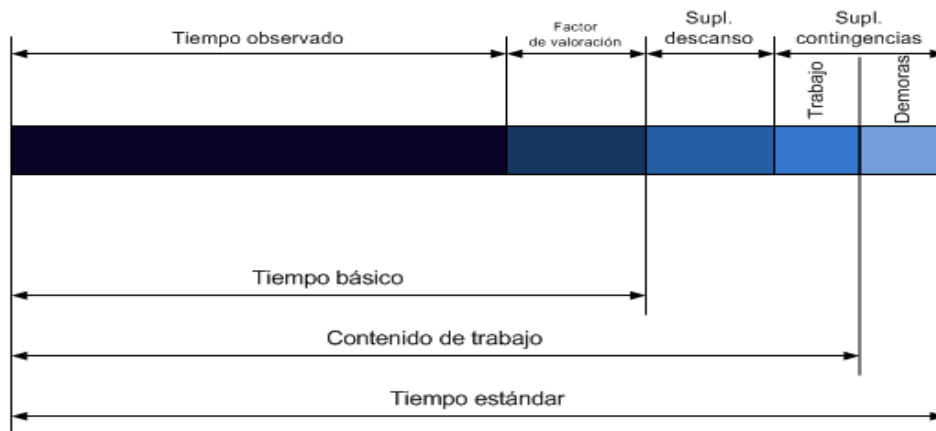 Tiempo observado
Factor
de valoración
Supl.
descanso
Supl.
contingencias
Trabajo
Demoras
Tiempo básico
Contenido de trabajo
Tiempo estándar